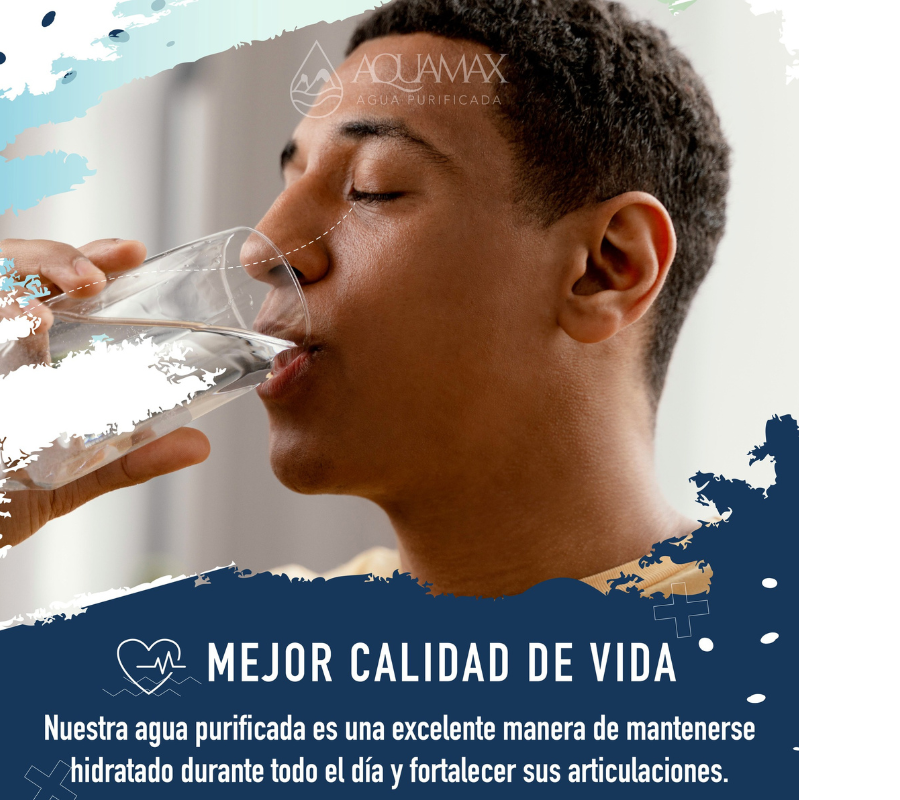 AQUAMAX
AGUA PURIFICADA
MEJOR CALIDAD DE VIDA
Nuestra agua purificada es una excelente manera de mantenerse
hidratado durante todo el día y fortalecer sus articulaciones.